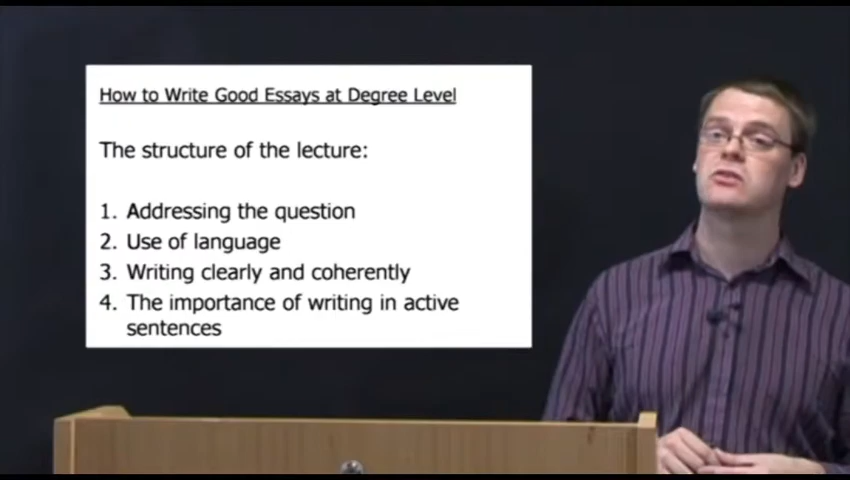 How to Write Good Essays at Degree Level
The structure of the lecture:
1. Addressing the question
2. Use of language
3. Writing clearly and coherently
4. The importance of writing in active
sentences